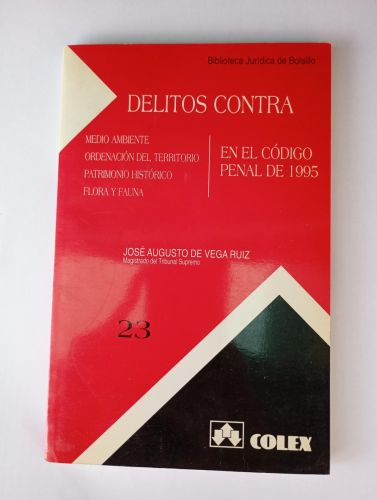 Biblioteca Jurídica de Bolsillo
DELITOS CONTRA
MEDIO AMBIENTE
ORDENACIÓN DEL TERRITORIO
PATRIMONIO HISTÓRICO
FLORA Y FAUNA
EN EL CÓDIGO
PENAL DE 1995
JOSÉ AUGUSTO DE VEGA RUIZ
Magistrado del Tribunal Supremo
23
COLEX